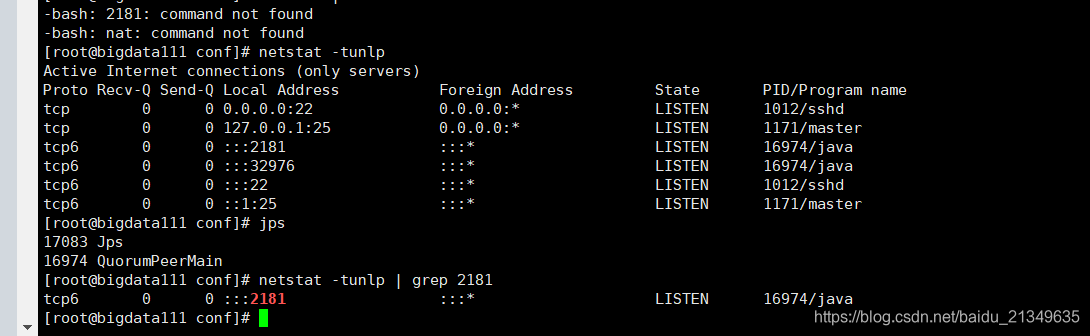 -bash: 2181: command not found
-bash: nat: command not found
[root@bigdata111 conf]# netstat -tunlp
Active Internet connections (only servers)
Proto Recv-Q Send-Q Local Address           Foreign Address         State       PID/Program name
tcp        0      0 0.0.0.0:22              0.0.0.0:*               LISTEN      1012/sshd
tcp        0      0 127.0.0.1:25            0.0.0.0:*               LISTEN      1171/master
tcp6       0      0 :::2181                 :::*                    LISTEN      16974/java
tcp6       0      0 :::32976                :::*                    LISTEN      16974/java
tcp6       0      0 :::22                   :::*                    LISTEN      1012/sshd
tcp6       0      0 ::1:25                  :::*                    LISTEN      1171/master
[root@bigdata111 conf]# jps
17083 Jps
16974 QuorumPeerMain
[root@bigdata111 conf]# netstat -tunlp | grep 2181
tcp6       0      0 :::2181                 :::*                    LISTEN      16974/java
[root@bigdata111 conf]#
https://blog.csdn.net/baidu_21349635